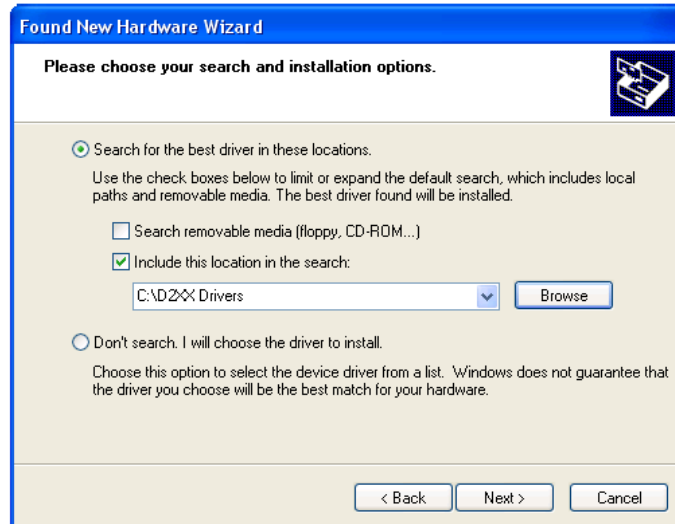 Found New Hardware Wizard
Please choose your search and installation options.
Search for the best driver in these locations.
Use the check boxes below to limit or expand the default search, which includes local
paths and removable media. The best driver found will be installed.
Search removable media (floppy, CD-ROM...)
Include this location in the search:
C:\D2XX Drivers
Browse
Don't search. I will choose the driver to install.
Choose this option to select the device driver from a list. Windows does not guarantee that
the driver you choose will be the best match for your hardware.
< Back Next > Cancel